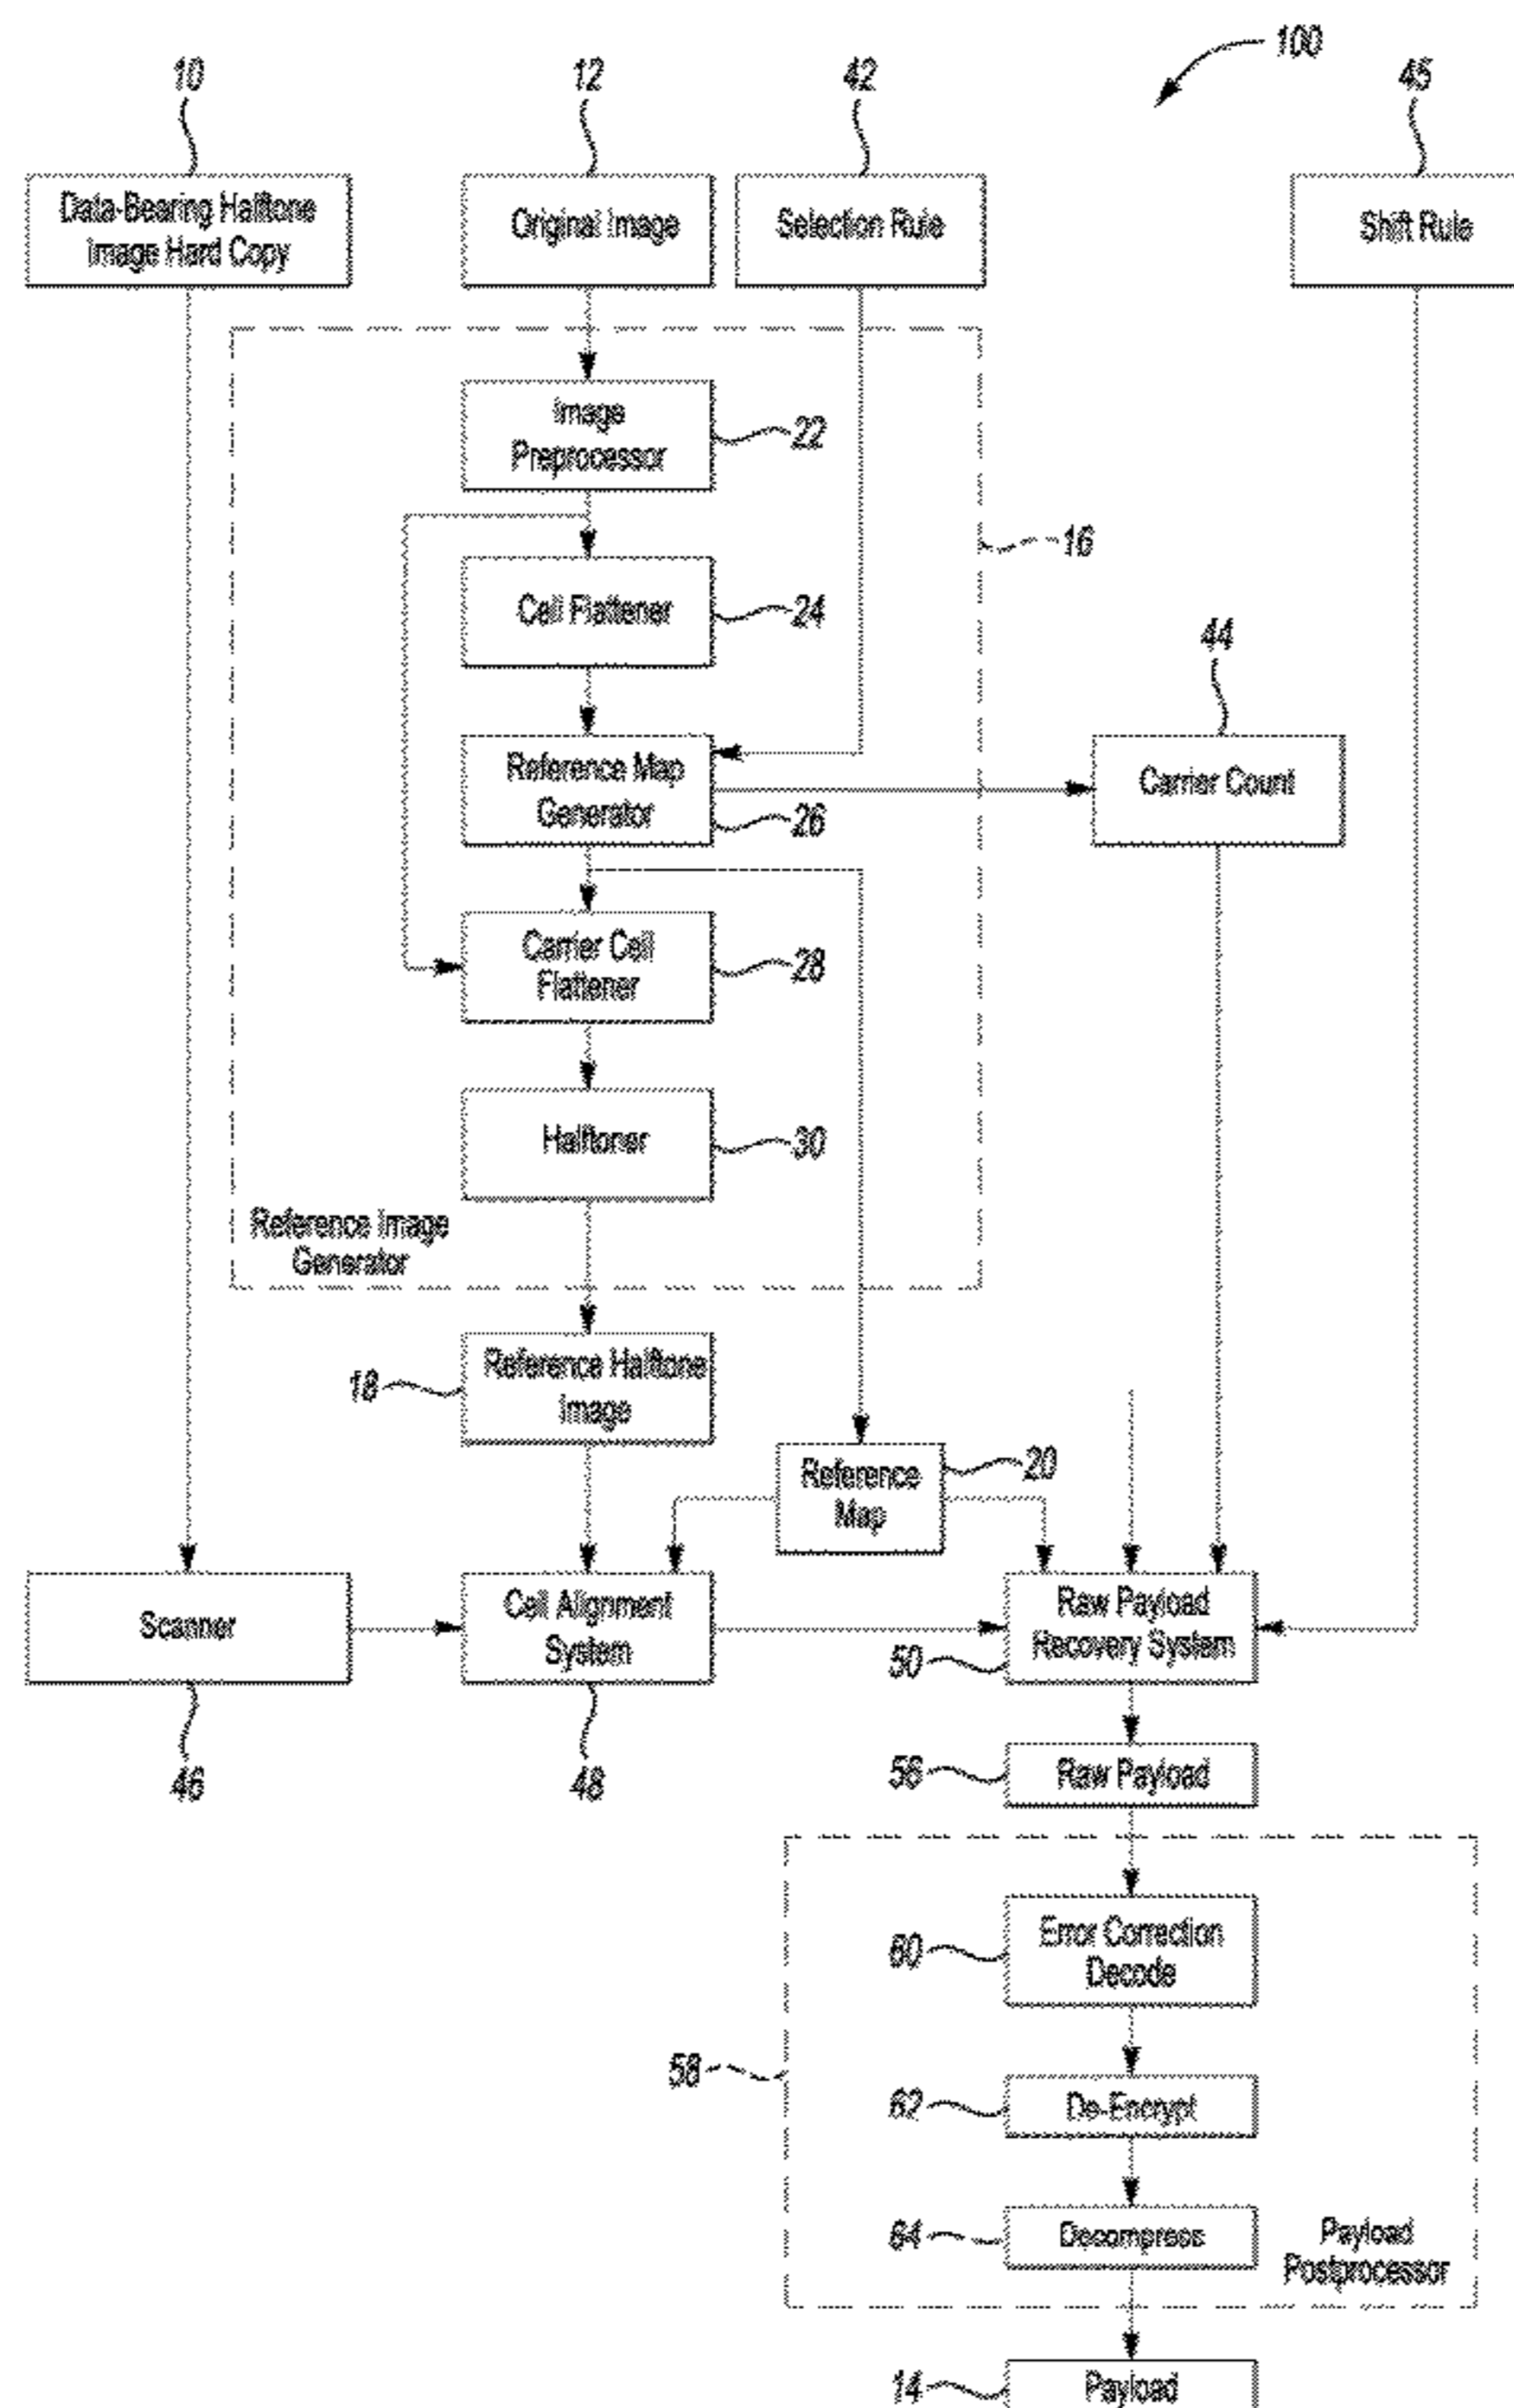 100
10
12
42
45
Data-Bearing Halftone
Image Hard Copy
Original Image
Selection Rule
Shift Rule
Image
Preprocessor
22
16
Cell Flattener
24
44
Reference Map
Generator
26
Carrier Count
Carrier Cell
Flattener
28
Halftoner
30
Reference Image
Generator
18
Reference Halftone
Image
Reference
Map
20
Scanner
Cell Alignment
System
Raw Payload
Recovery System
50
46
48
56
Raw Payload
60
Error Correction
Decode
58
62
De-Encrypt
64
Decompress
Payload
Postprocessor
14
Payload